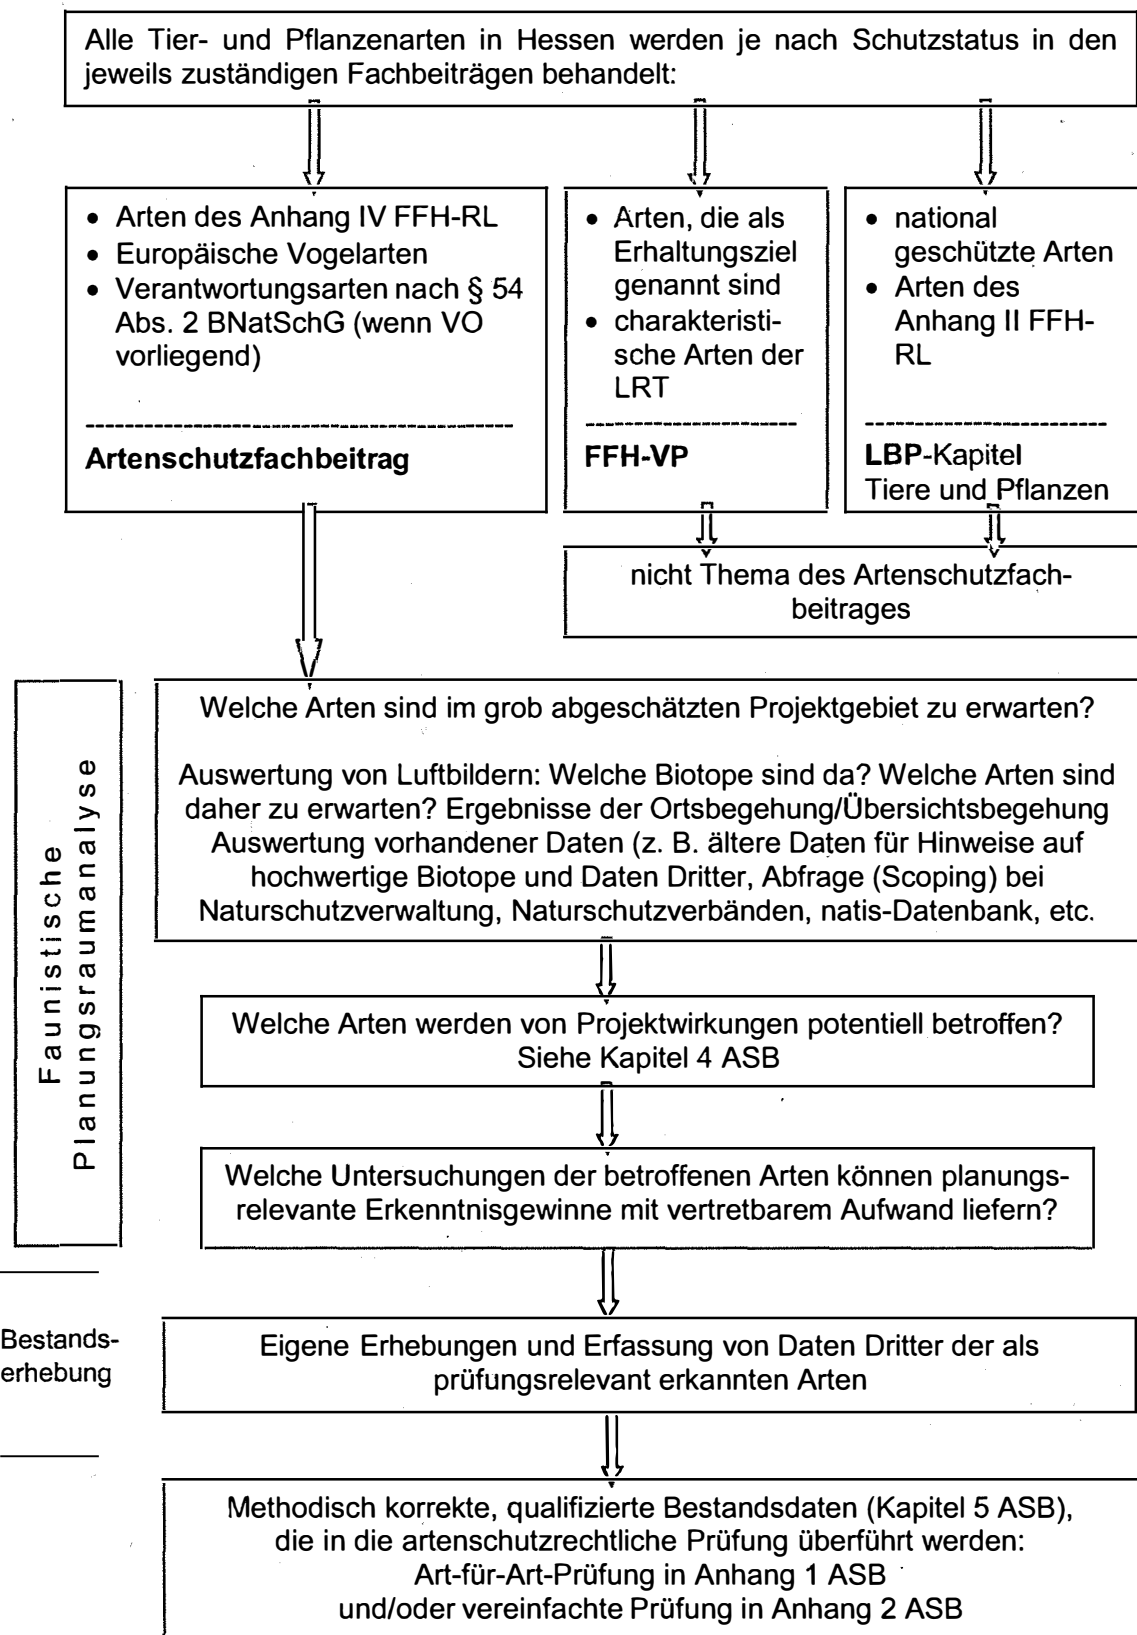 Alle Tier- und Pflanzenarten in Hessen werden je nach Schutzstatus in den
jeweils zuständigen Fachbeiträgen behandelt:
• Arten des Anhang IV FFH-RL
• Europäische Vogelarten
• Verantwortungsarten nach § 54
Abs. 2 BNatSchG (wenn VO
vorliegend)
Artenschutzfachbeitrag
• Arten, die als
Erhaltungsziel
genannt sind
• charakteristi-
sche Arten der
LRT
FFH-VP
• national
geschützte Arten
• Arten des
Anhang II FFH-
RL
LBP-Kapitel
Tiere und Pflanzen
nicht Thema des Artenschutzfach-
beitrages
Faunistische
Planungsraumanalyse
Welche Arten sind im grob abgeschätzten Projektgebiet zu erwarten?
Auswertung von Luftbildern: Welche Biotope sind da? Welche Arten sind
daher zu erwarten? Ergebnisse der Ortsbegehung/Übersichtsbegehung
Auswertung vorhandener Daten (z. B. ältere Daten für Hinweise auf
hochwertige Biotope und Daten Dritter, Abfrage (Scoping) bei
Naturschutzverwaltung, Naturschutzverbänden, natis-Datenbank, etc.
Welche Arten werden von Projektwirkungen potentiell betroffen?
Siehe Kapitel 4 ASB
Welche Untersuchungen der betroffenen Arten können planungs-
relevante Erkenntnisgewinne mit vertretbarem Aufwand liefern?
Bestands-
erhebung
Eigene Erhebungen und Erfassung von Daten Dritter der als
prüfungsrelevant erkannten Arten
Methodisch korrekte, qualifizierte Bestandsdaten (Kapitel 5 ASB),
die in die artenschutzrechtliche Prüfung überführt werden:
Art-für-Art-Prüfung in Anhang 1 ASB
und/oder vereinfachte Prüfung in Anhang 2 ASB